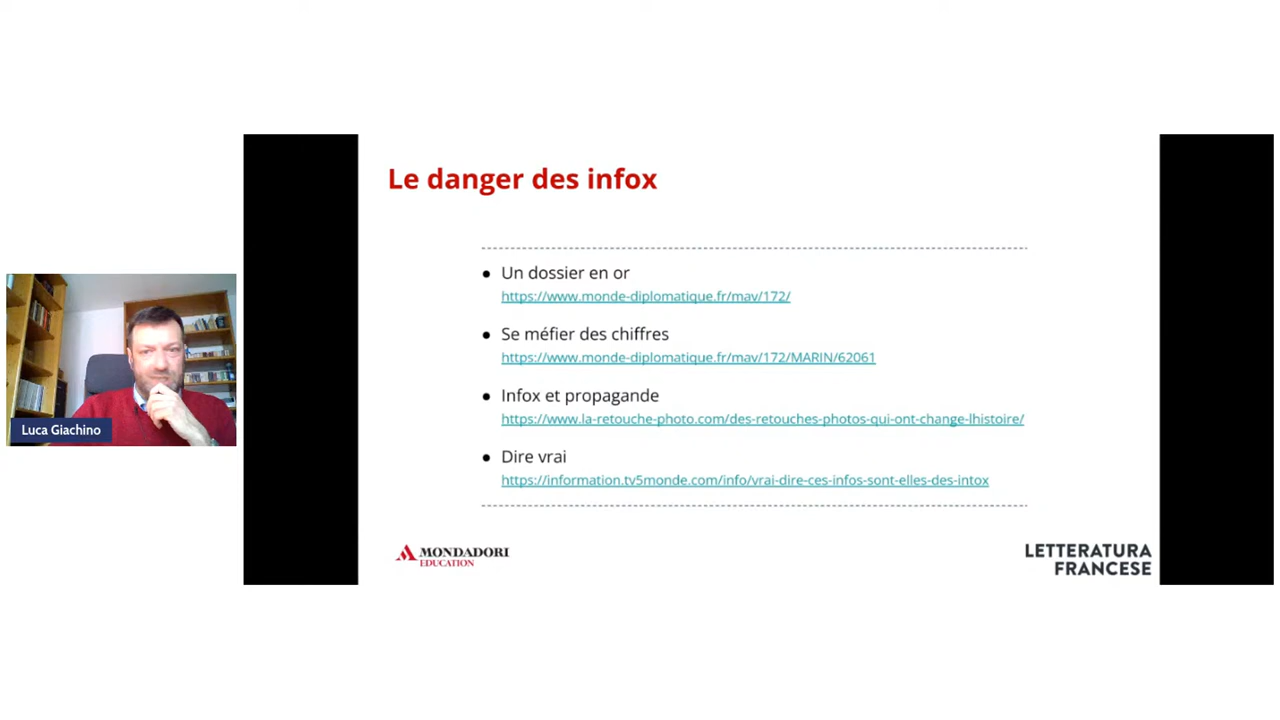 Le danger des infox
● Un dossier en or
https://www.monde-diplomatique.fr/mav/172/
● Se méfier des chiffres
https://www.monde-diplomatique.fr/mav/172/MARIN/62061
● Infox et propagande
https://www.la-retouche-photo.com/des-retouches-photos-qui-ont-change-lhistoire/
● Dire vrai
https://information.tv5monde.com/info/vrai-dire-ces-infos-sont-elles-des-intox
Luca Giachino
MONDADORI
EDUCATION
LETTERATURA
FRANCESE